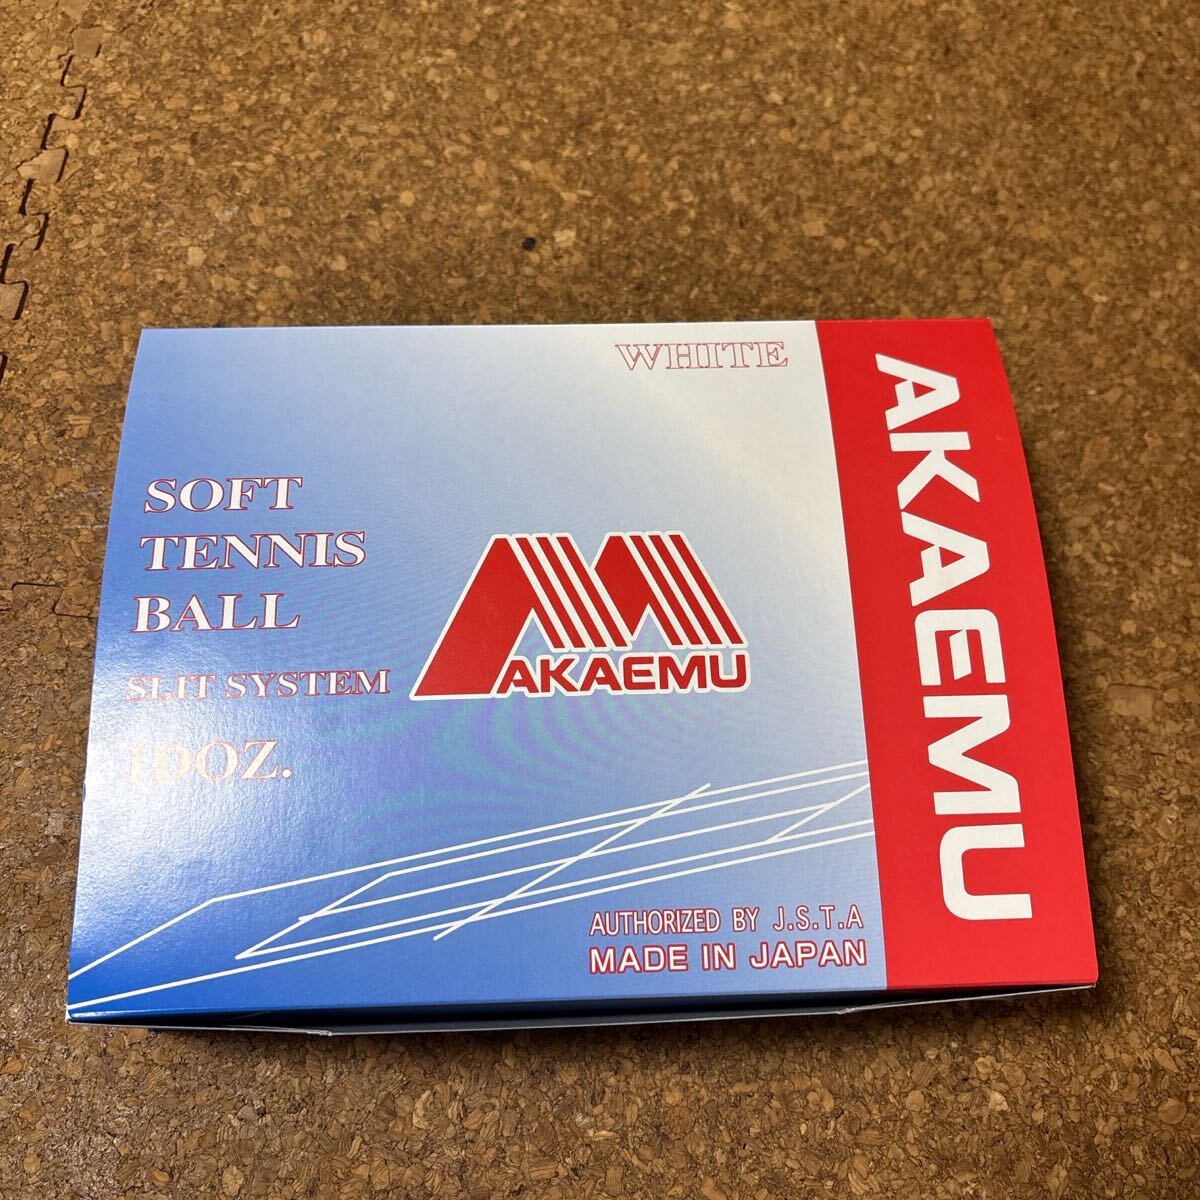 WHITE
SOFT
TENNIS
BALL
SLIT SYSTEM
1DOZ.
AKAEMU
AUTHORIZED BY J.S.T.A
MADE IN JAPAN
AKAEMU